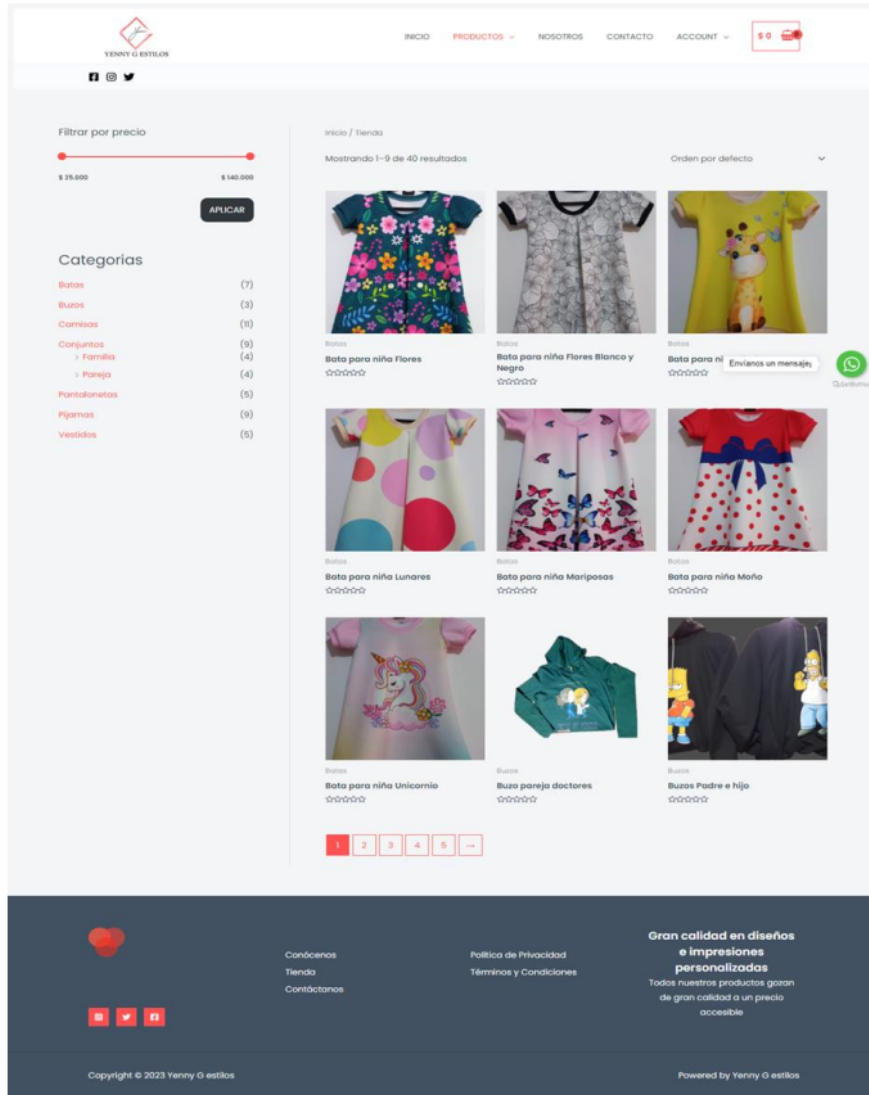 YENNY G ESTILOS
INICIO
PRODUCTOS
NOSOTROS
CONTACTO
ACCOUNT
$ 0
Filtrar por precio
$ 25.000
$ 140.000
APLICAR
Categorias
Batas (7)
Buzos (3)
Camisas (11)
Conjuntos (9)
> Familia (4)
> Pareja (4)
Pantalonetas (5)
Pijamas (9)
Vestidos (5)
Inicio / Tienda
Mostrando 1–9 de 40 resultados
Orden por defecto
Batas
Bata para niña Flores
Batas
Bata para niña Flores Blanco y
Negro
Batas
Bata para ni
Envíanos un mensaje
Batas
Bata para niña Lunares
Batas
Bata para niña Mariposas
Batas
Bata para niña Moño
Batas
Bata para niña Unicornio
Buzos
Buzo pareja doctores
Buzos
Buzos Padre e hijo
1 2 3 4 5 →
Conócenos
Tienda
Contáctanos
Política de Privacidad
Términos y Condiciones
Gran calidad en diseños
e impresiones
personalizadas
Todos nuestros productos gozan
de gran calidad a un precio
accesible
Copyright © 2023 Yenny G estilos
Powered by Yenny G estilos